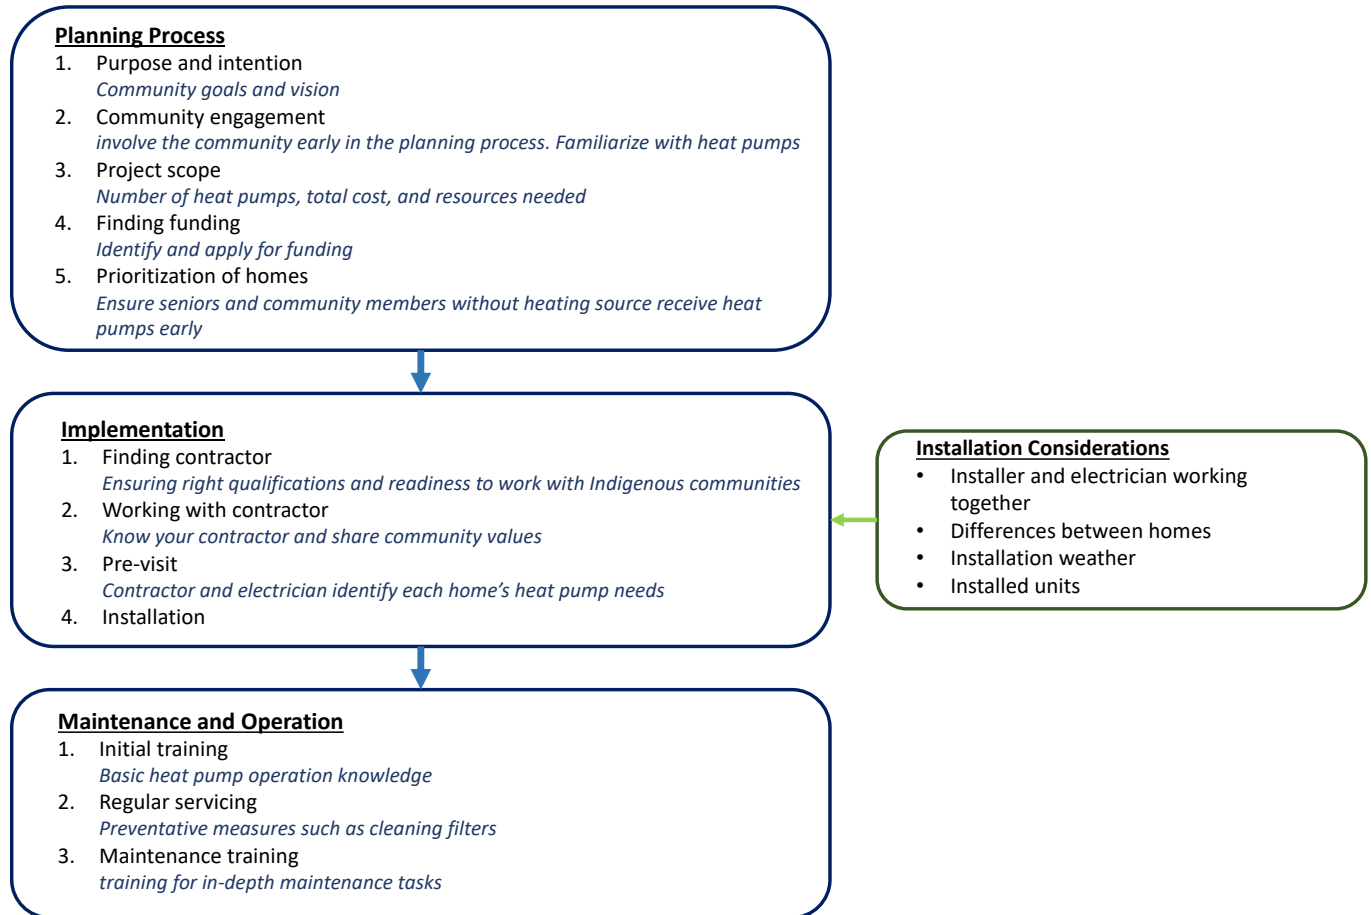 Planning Process
1. Purpose and intention
Community goals and vision
2. Community engagement
involve the community early in the planning process. Familiarize with heat pumps
3. Project scope
Number of heat pumps, total cost, and resources needed
4. Finding funding
Identify and apply for funding
5. Prioritization of homes
Ensure seniors and community members without heating source receive heat
pumps early
Implementation
1. Finding contractor
Ensuring right qualifications and readiness to work with Indigenous communities
2. Working with contractor
Know your contractor and share community values
3. Pre-visit
Contractor and electrician identify each home's heat pump needs
4. Installation
Installation Considerations
• Installer and electrician working
together
• Differences between homes
• Installation weather
• Installed units
Maintenance and Operation
1. Initial training
Basic heat pump operation knowledge
2. Regular servicing
Preventative measures such as cleaning filters
3. Maintenance training
training for in-depth maintenance tasks